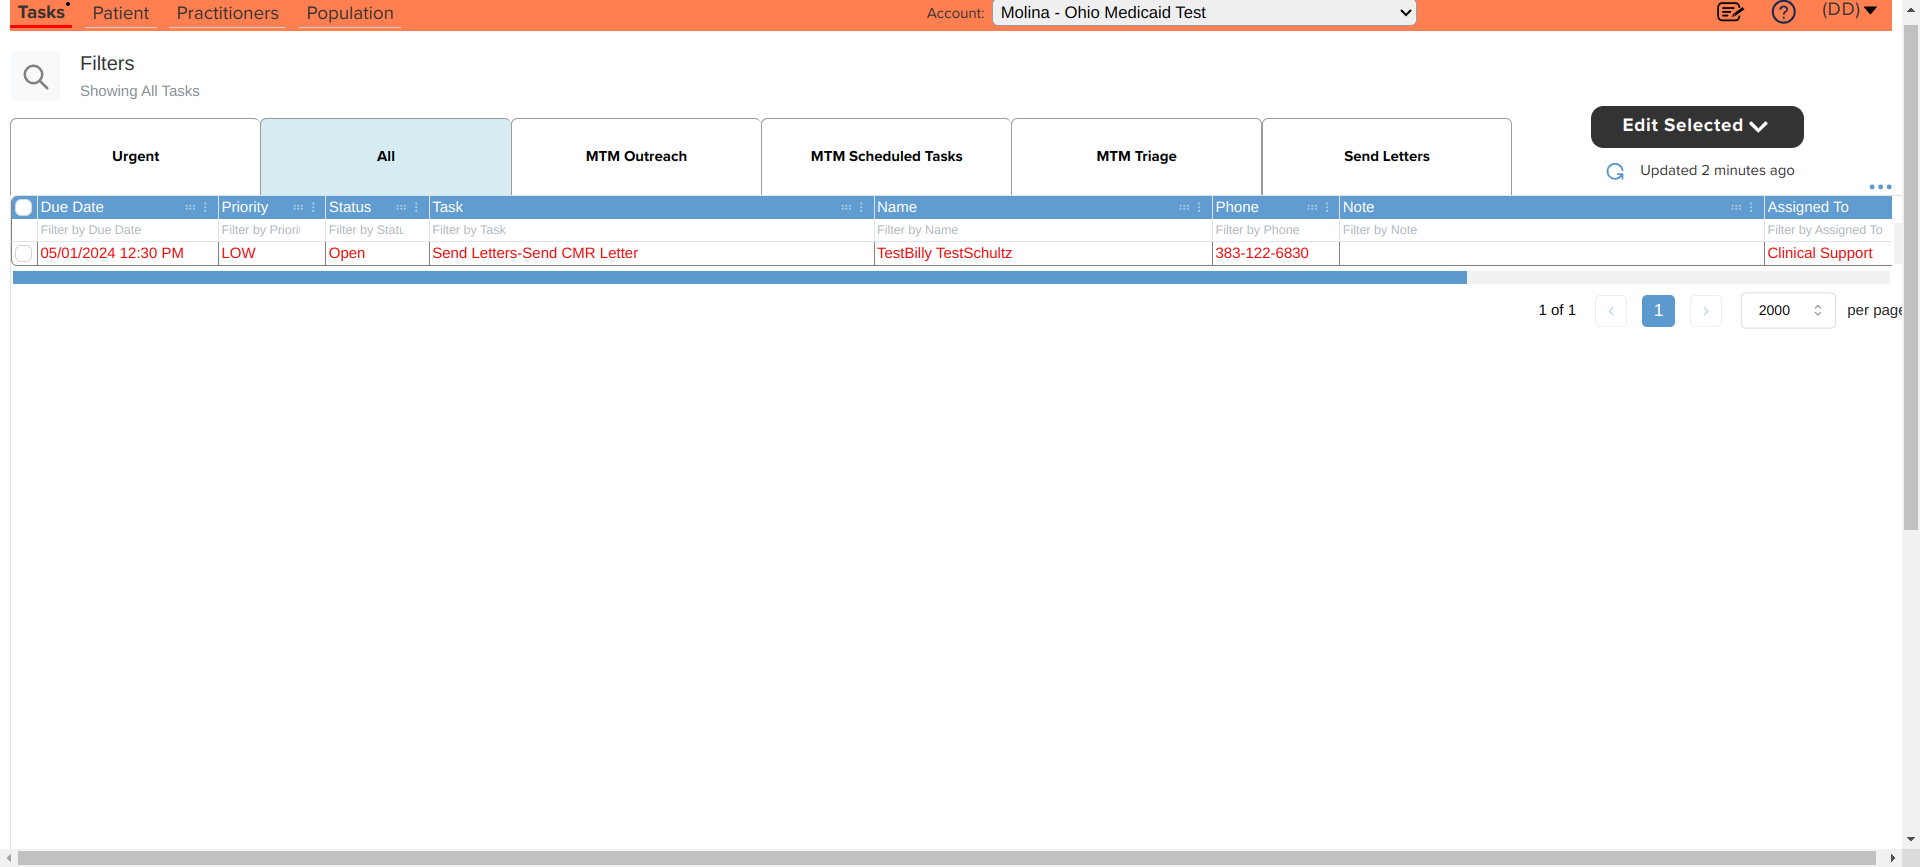 Tasks Patient Practitioners Population Account: Molina - Ohio Medicaid Test (DD)
Filters
Showing All Tasks
Edit Selected
Urgent All MTM Outreach MTM Scheduled Tasks MTM Triage Send Letters
Updated 2 minutes ago
Due Date Priority Status Task Name Phone Note Assigned To
Filter by Due Date Filter by Priori Filter by Statu Filter by Task Filter by Name Filter by Phone Filter by Note Filter by Assigned To
05/01/2024 12:30 PM LOW Open Send Letters-Send CMR Letter TestBilly TestSchultz 383-122-6830 Clinical Support
1 of 1 1 2000 per page